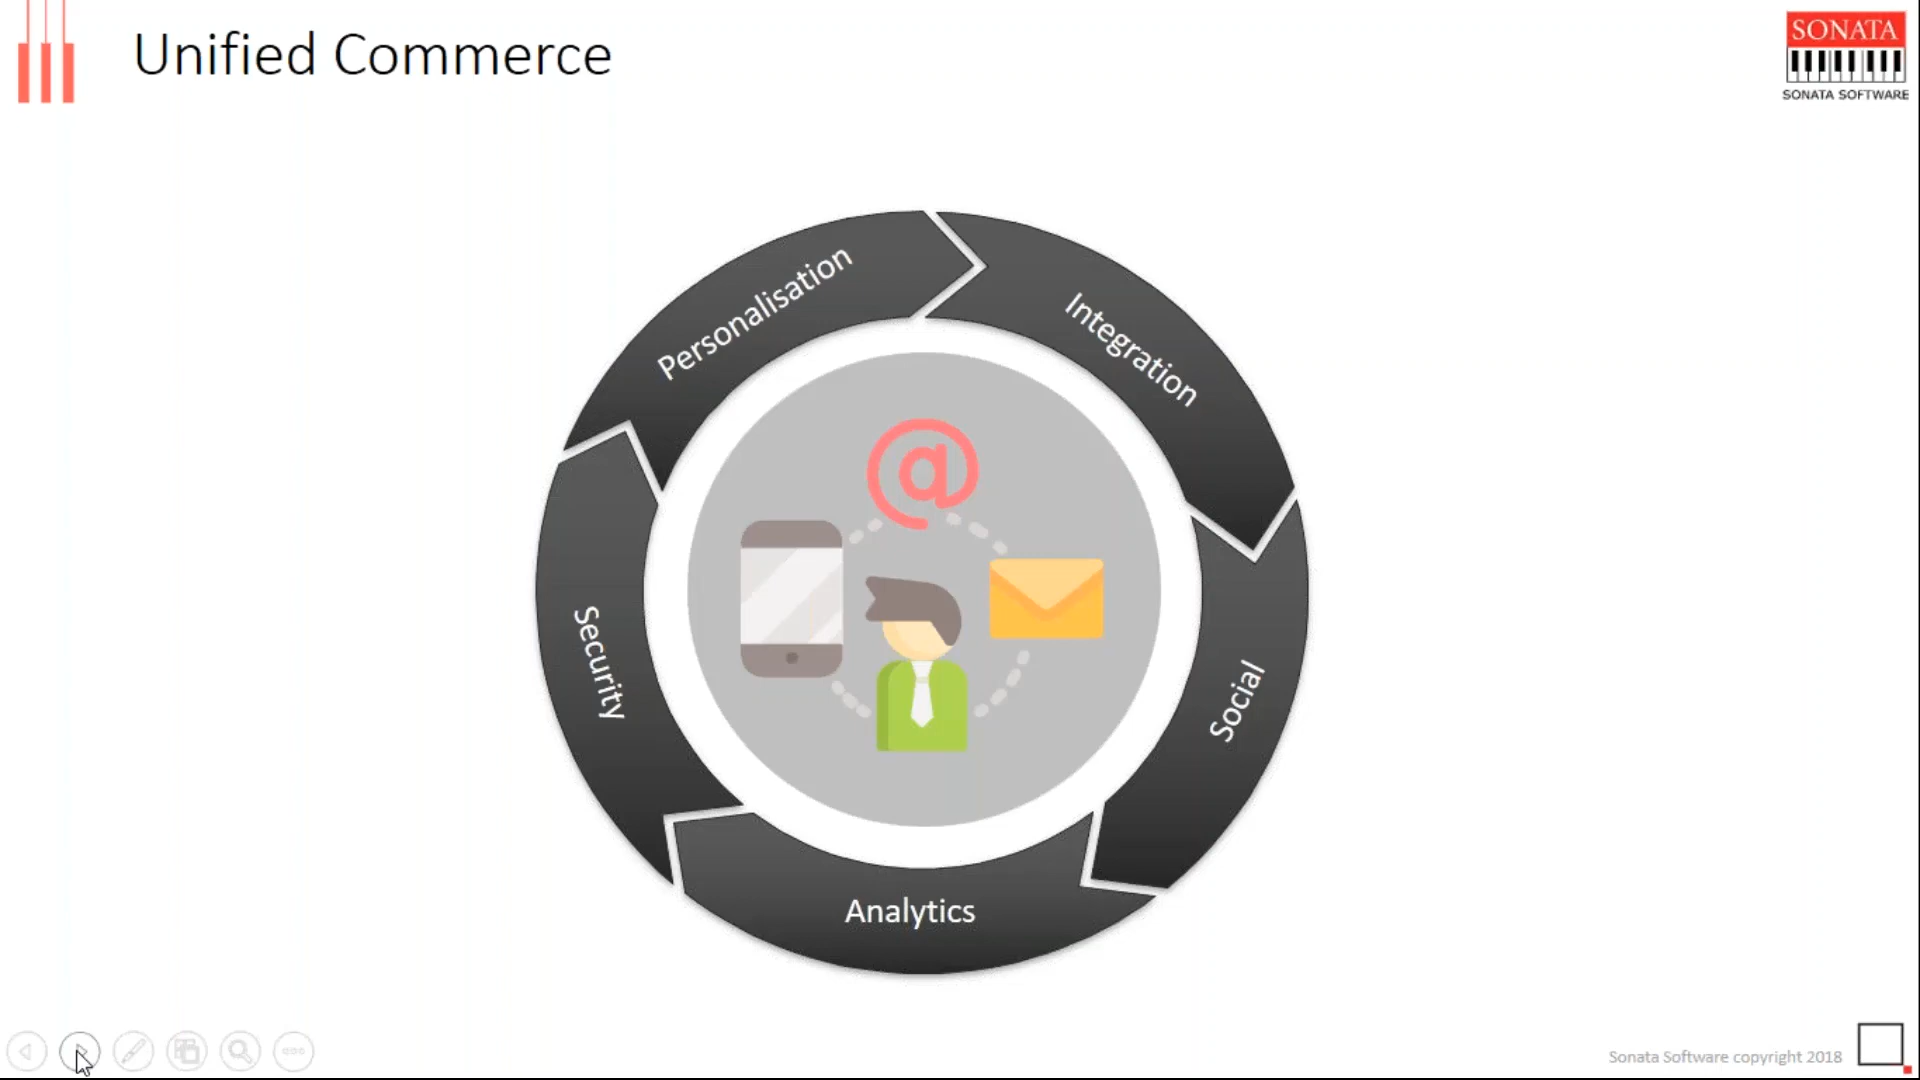 Unified Commerce
SONATA
SONATA SOFTWARE
Personalisation
Integration
@
Security
Social
Analytics
Sonata Software copyright 2018